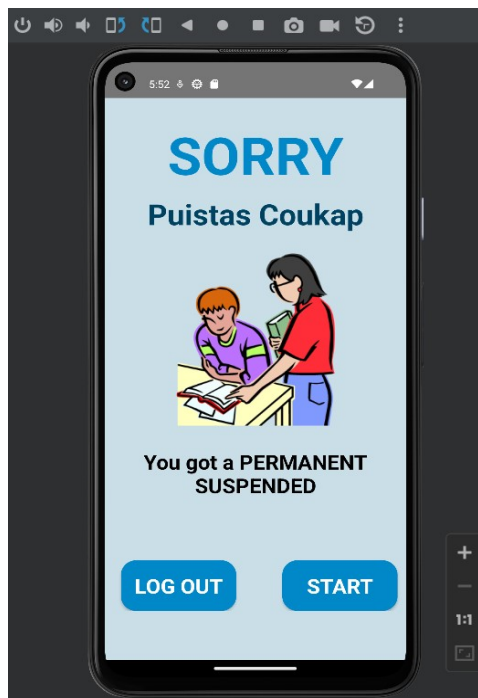 5:52
SORRY
Puistas Coukap
You got a PERMANENT
SUSPENDED
LOG OUT
START
1:1